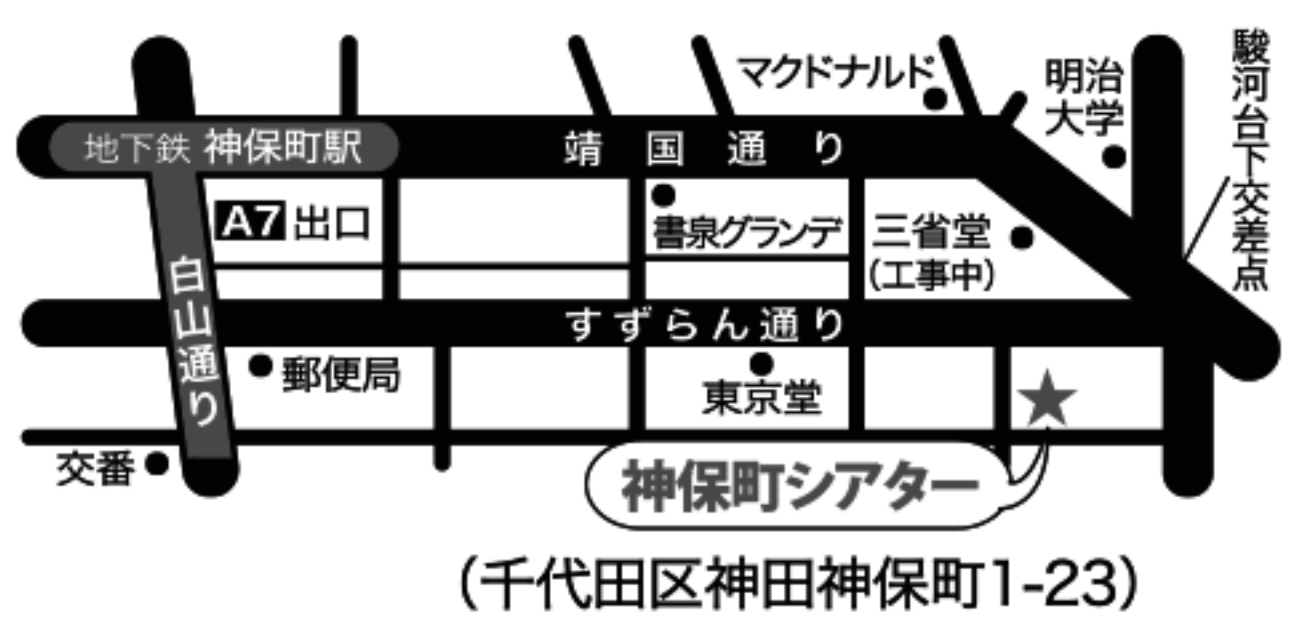 マクドナルド
明治
大学
駿河台下交差点
地下鉄 神保町駅
靖国通り
A7 出口
書泉グランデ
三省堂
（工事中）
白山通り
すずらん通り
郵便局
東京堂
交番
神保町シアター
（千代田区神田神保町1-23）